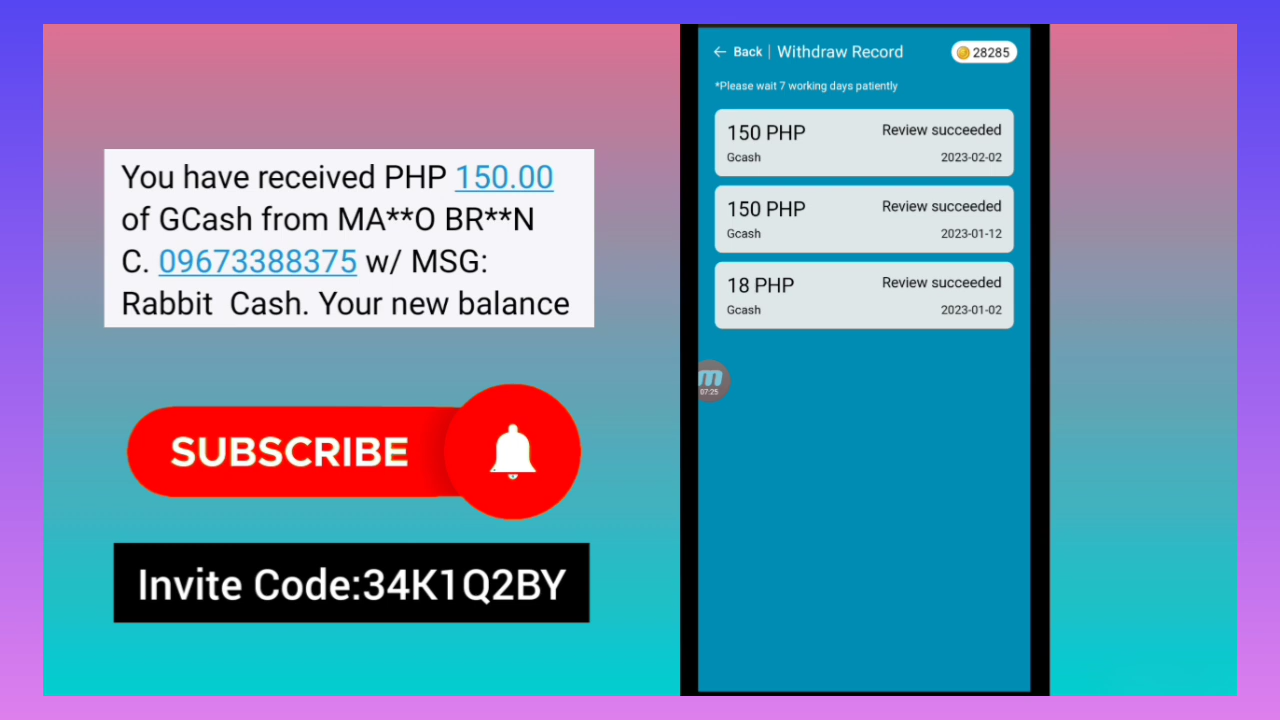 You have received PHP 150.00
of GCash from MA**O BR**N
C. 09673388375 w/ MSG:
Rabbit  Cash. Your new balance
SUBSCRIBE
Invite Code:34K1Q2BY
← Back | Withdraw Record
28285
*Please wait 7 working days patiently
150 PHP Review succeeded
Gcash 2023-02-02
150 PHP Review succeeded
Gcash 2023-01-12
18 PHP Review succeeded
Gcash 2023-01-02
m
07:25